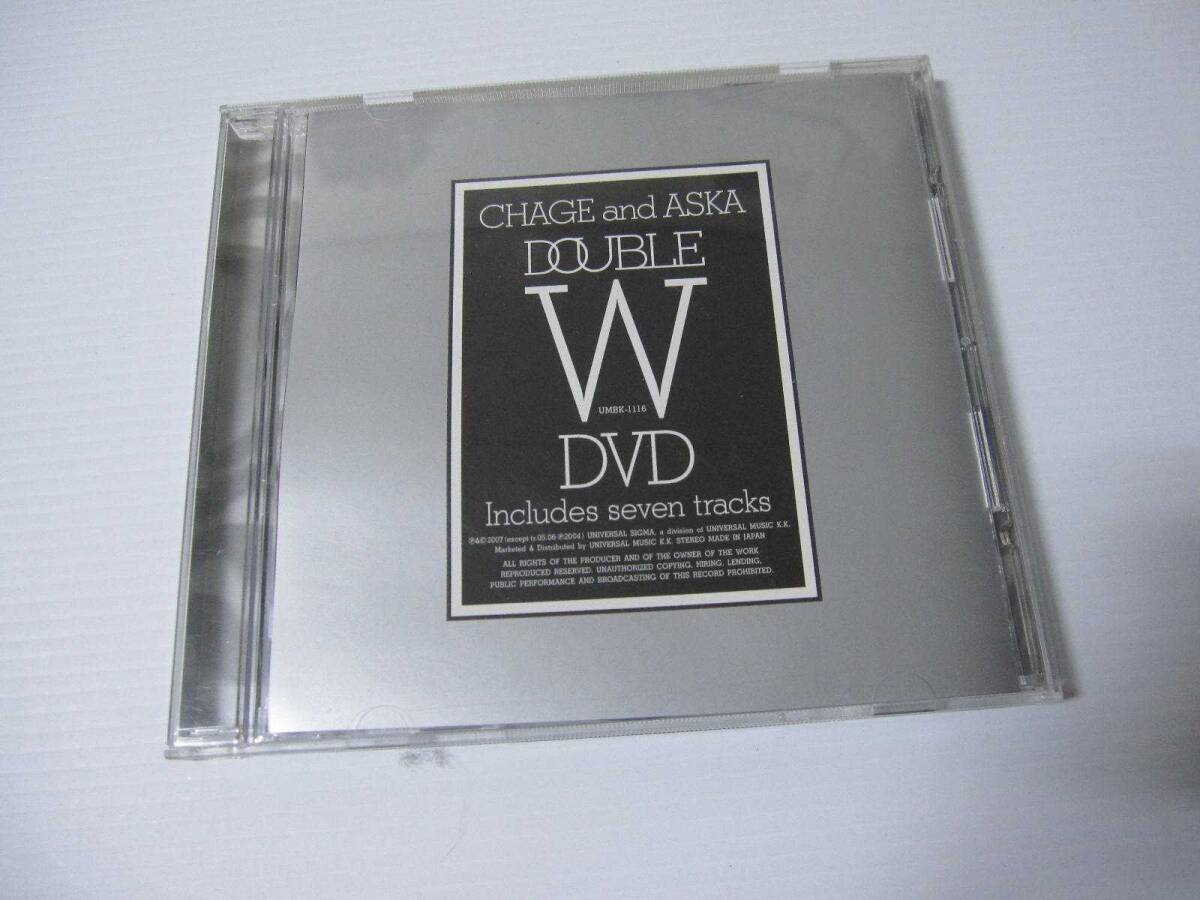 CHAGE and ASKA
DOUBLE
W
UMBK-1116
DVD
Includes seven tracks
℗&©2007 (except tr.05.06 ℗2004) UNIVERSAL SIGMA, a division of UNIVERSAL MUSIC K.K.
Marketed & Distributed by UNIVERSAL MUSIC K.K. STEREO MADE IN JAPAN
ALL RIGHTS OF THE PRODUCER AND OF THE OWNER OF THE WORK
REPRODUCED RESERVED. UNAUTHORIZED COPYING, HIRING, LENDING,
PUBLIC PERFORMANCE AND BROADCASTING OF THIS RECORD PROHIBITED.